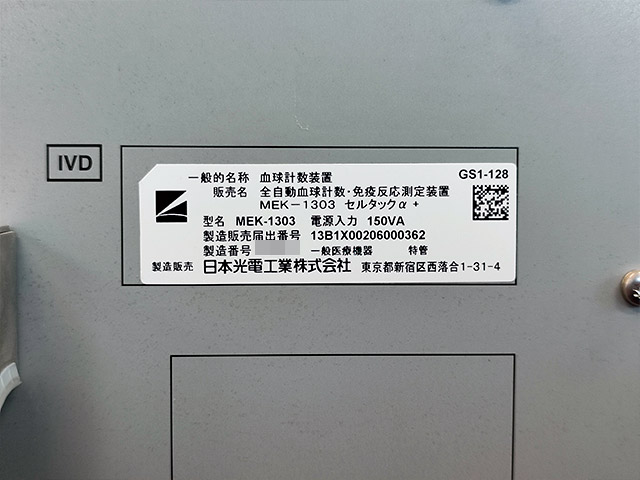 IVD
GS1-128
一般的名称 血球計数装置
販売名 全自動血球計数・免疫反応測定装置
MEK-1303 セルタックα+
型名 MEK-1303 電源入力 150VA
製造販売届出番号 13B1X00206000362
製造番号 一般医療機器 特管
製造販売 日本光電工業株式会社 東京都新宿区西落合1-31-4